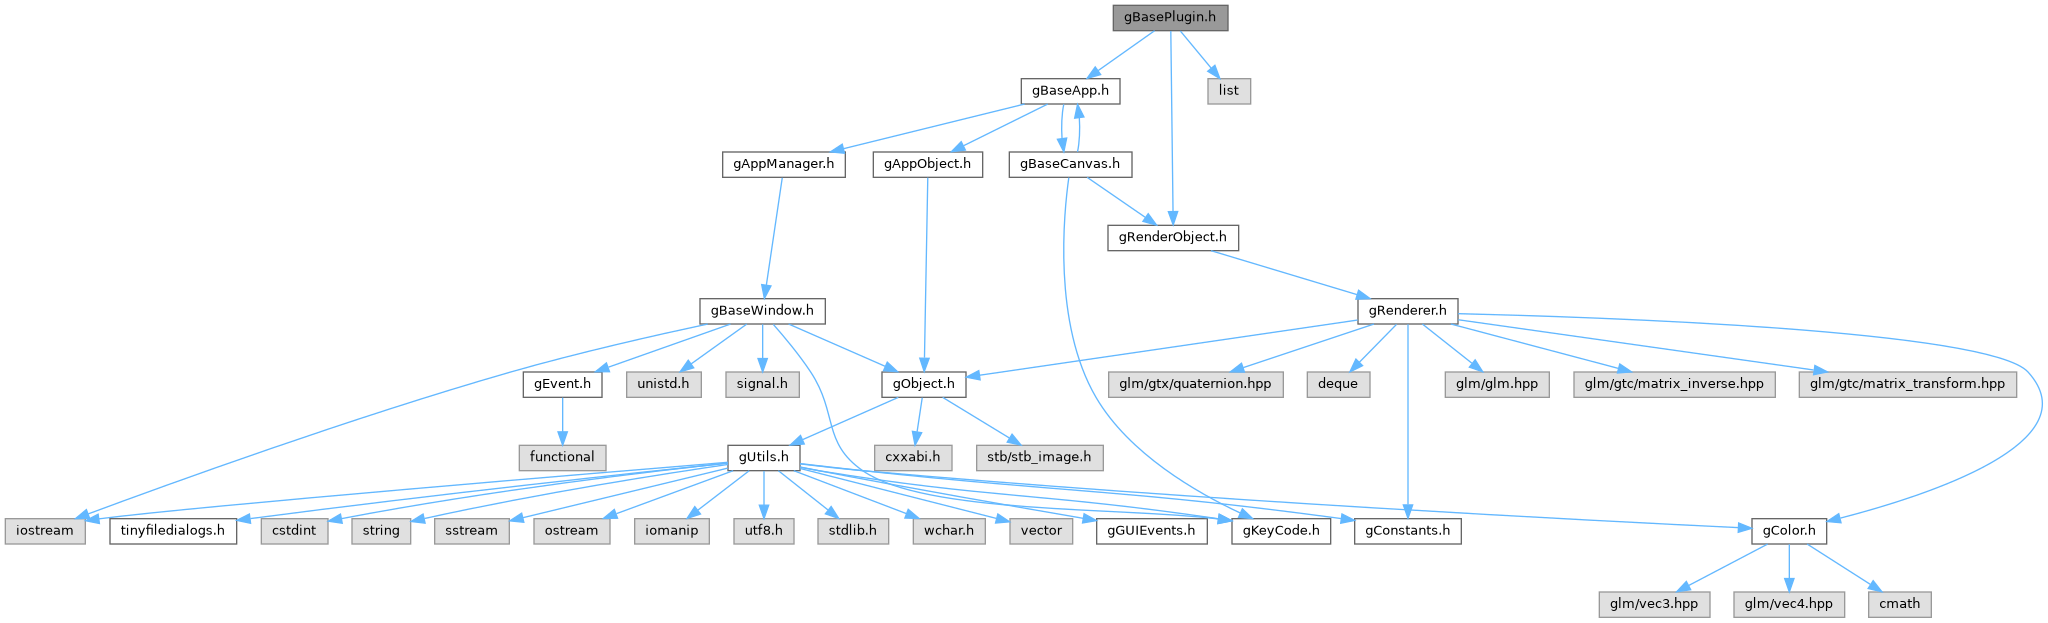 gBasePlugin.h
gBaseApp.h
list
gAppManager.h
gAppObject.h
gBaseCanvas.h
gRenderObject.h
gBaseWindow.h
gRenderer.h
gEvent.h
unistd.h
signal.h
gObject.h
glm/gtx/quaternion.hpp
deque
glm/glm.hpp
glm/gtc/matrix_inverse.hpp
glm/gtc/matrix_transform.hpp
functional
gUtils.h
cxxabi.h
stb/stb_image.h
iostream
tinyfiledialogs.h
cstdint
string
sstream
ostream
iomanip
utf8.h
stdlib.h
wchar.h
vector
gGUIEvents.h
gKeyCode.h
gConstants.h
gColor.h
glm/vec3.hpp
glm/vec4.hpp
cmath